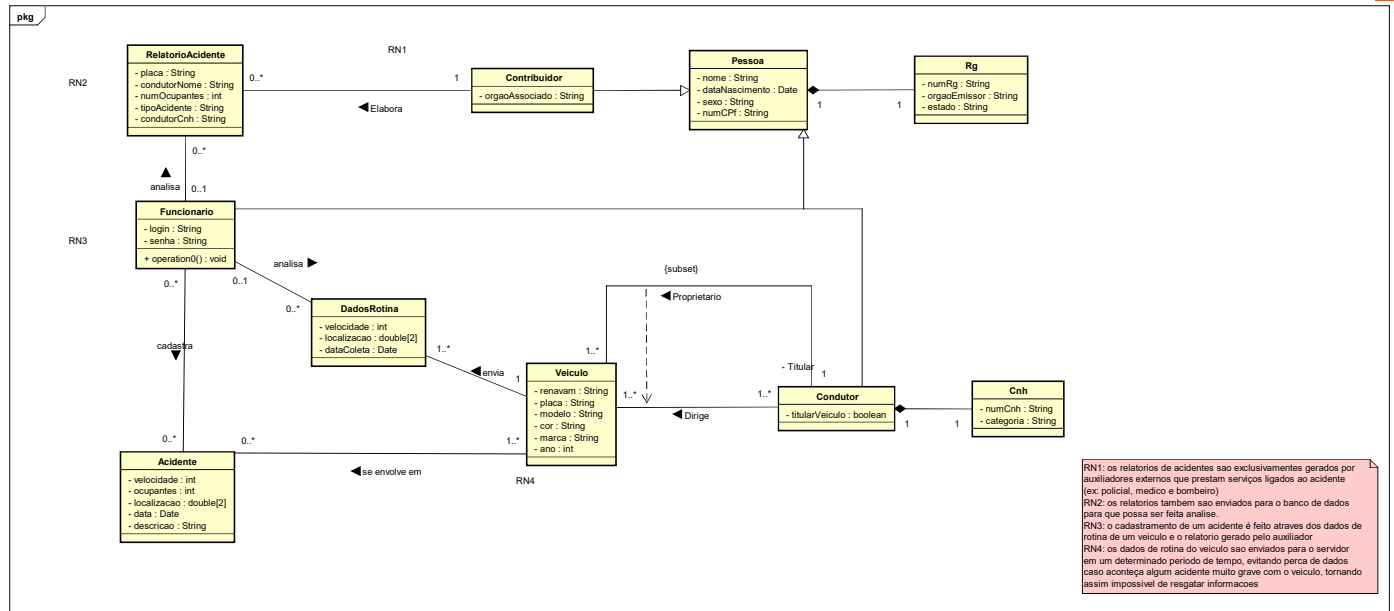 pkg
RN1
RN2
RelatorioAcidente
- placa : String
- condutorNome : String
- numOcupantes : int
- tipoAcidente : String
- condutorCnh : String
0..*
1
Elabora
Contribuidor
- orgaoAssociado : String
Pessoa
- nome : String
- dataNascimento : Date
- sexo : String
- numCPf : String
1
1
Rg
- numRg : String
- orgaoEmissor : String
- estado : String
0..*
analisa
0..1
Funcionario
- login : String
- senha : String
+ operation0() : void
RN3
0..*
0..1
analisa
0..*
DadosRotina
- velocidade : int
- localizacao : double[2]
- dataColeta : Date
{subset}
Proprietario
cadastra
1..*
envia
1
1..*
- Titular
1
Veiculo
- renavam : String
- placa : String
- modelo : String
- cor : String
- marca : String
- ano : int
1..*
1..*
Dirige
Condutor
- titularVeiculo : boolean
1
1
Cnh
- numCnh : String
- categoria : String
0..*
0..*
1..*
se envolve em
RN4
Acidente
- velocidade : int
- ocupantes : int
- localizacao : double[2]
- data : Date
- descricao : String
RN1: os relatorios de acidentes sao exclusivamentes gerados por
auxiliadores externos que prestam serviços ligados ao acidente
(ex: policial, medico e bombeiro)
RN2: os relatorios tambem sao enviados para o banco de dados
para que possa ser feita analise.
RN3: o cadastramento de um acidente é feito atraves dos dados de
rotina de um veiculo e o relatorio gerado pelo auxiliador
RN4: os dados de rotina do veiculo sao enviados para o servidor
em um determinado periodo de tempo, evitando perca de dados
caso aconteça algum acidente muito grave com o veiculo, tornando
assim impossivel de resgatar informacoes